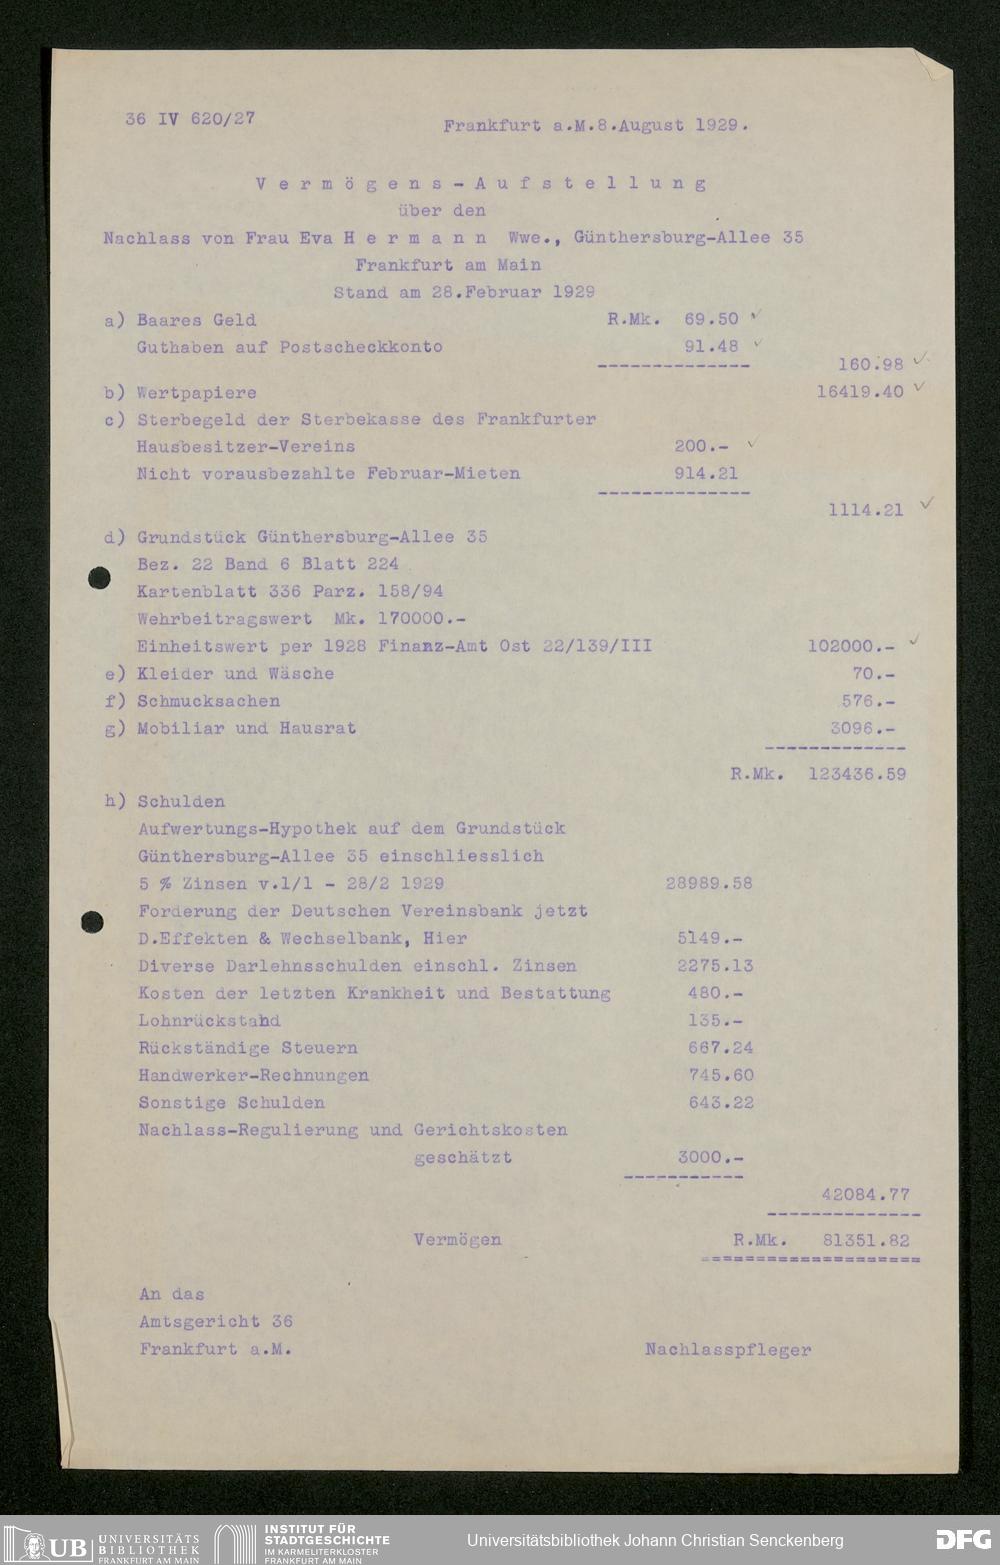 36 IV 620/27
Frankfurt a.M.8.August 1929.
V e r m ö g e n s - A u f s t e l l u n g
über den
Nachlass von Frau Eva H e r m a n n Wwe., Günthersburg-Allee 35
Frankfurt am Main
Stand am 28.Februar 1929
a) Baares Geld R.Mk. 69.50 ✓
Guthaben auf Postscheckkonto 91.48 ✓
--------------
160.98 ✓
b) Wertpapiere 16419.40 ✓
c) Sterbegeld der Sterbekasse des Frankfurter
Hausbesitzer-Vereins 200.- ✓
Nicht vorausbezahlte Februar-Mieten 914.21
--------------
1114.21 ✓
d) Grundstück Günthersburg-Allee 35
Bez. 22 Band 6 Blatt 224
Kartenblatt 336 Parz. 158/94
Wehrbeitragswert Mk. 170000.-
Einheitswert per 1928 Finanz-Amt Ost 22/139/III 102000.- ✓
e) Kleider und Wäsche 70.-
f) Schmucksachen 576.-
g) Mobiliar und Hausrat 3096.-
-------------
R.Mk. 123436.59
h) Schulden
Aufwertungs-Hypothek auf dem Grundstück
Günthersburg-Allee 35 einschliesslich
5 % Zinsen v.1/1 - 28/2 1929 28989.58
Forderung der Deutschen Vereinsbank jetzt
D.Effekten & Wechselbank, Hier 5149.-
Diverse Darlehnsschulden einschl. Zinsen 2275.13
Kosten der letzten Krankheit und Bestattung 480.-
Lohnrückstand 135.-
Rückständige Steuern 667.24
Handwerker-Rechnungen 745.60
Sonstige Schulden 643.22
Nachlass-Regulierung und Gerichtskosten
geschätzt 3000.-
-----------
42084.77
--------------
Vermögen R.Mk. 81351.82
====================
An das
Amtsgericht 36
Frankfurt a.M. Nachlasspfleger
UB UNIVERSITÄTS
BIBLIOTHEK
FRANKFURT AM MAIN
INSTITUT FÜR
STADTGESCHICHTE
IM KARMELITERKLOSTER
FRANKFURT AM MAIN
Universitätsbibliothek Johann Christian Senckenberg
DFG